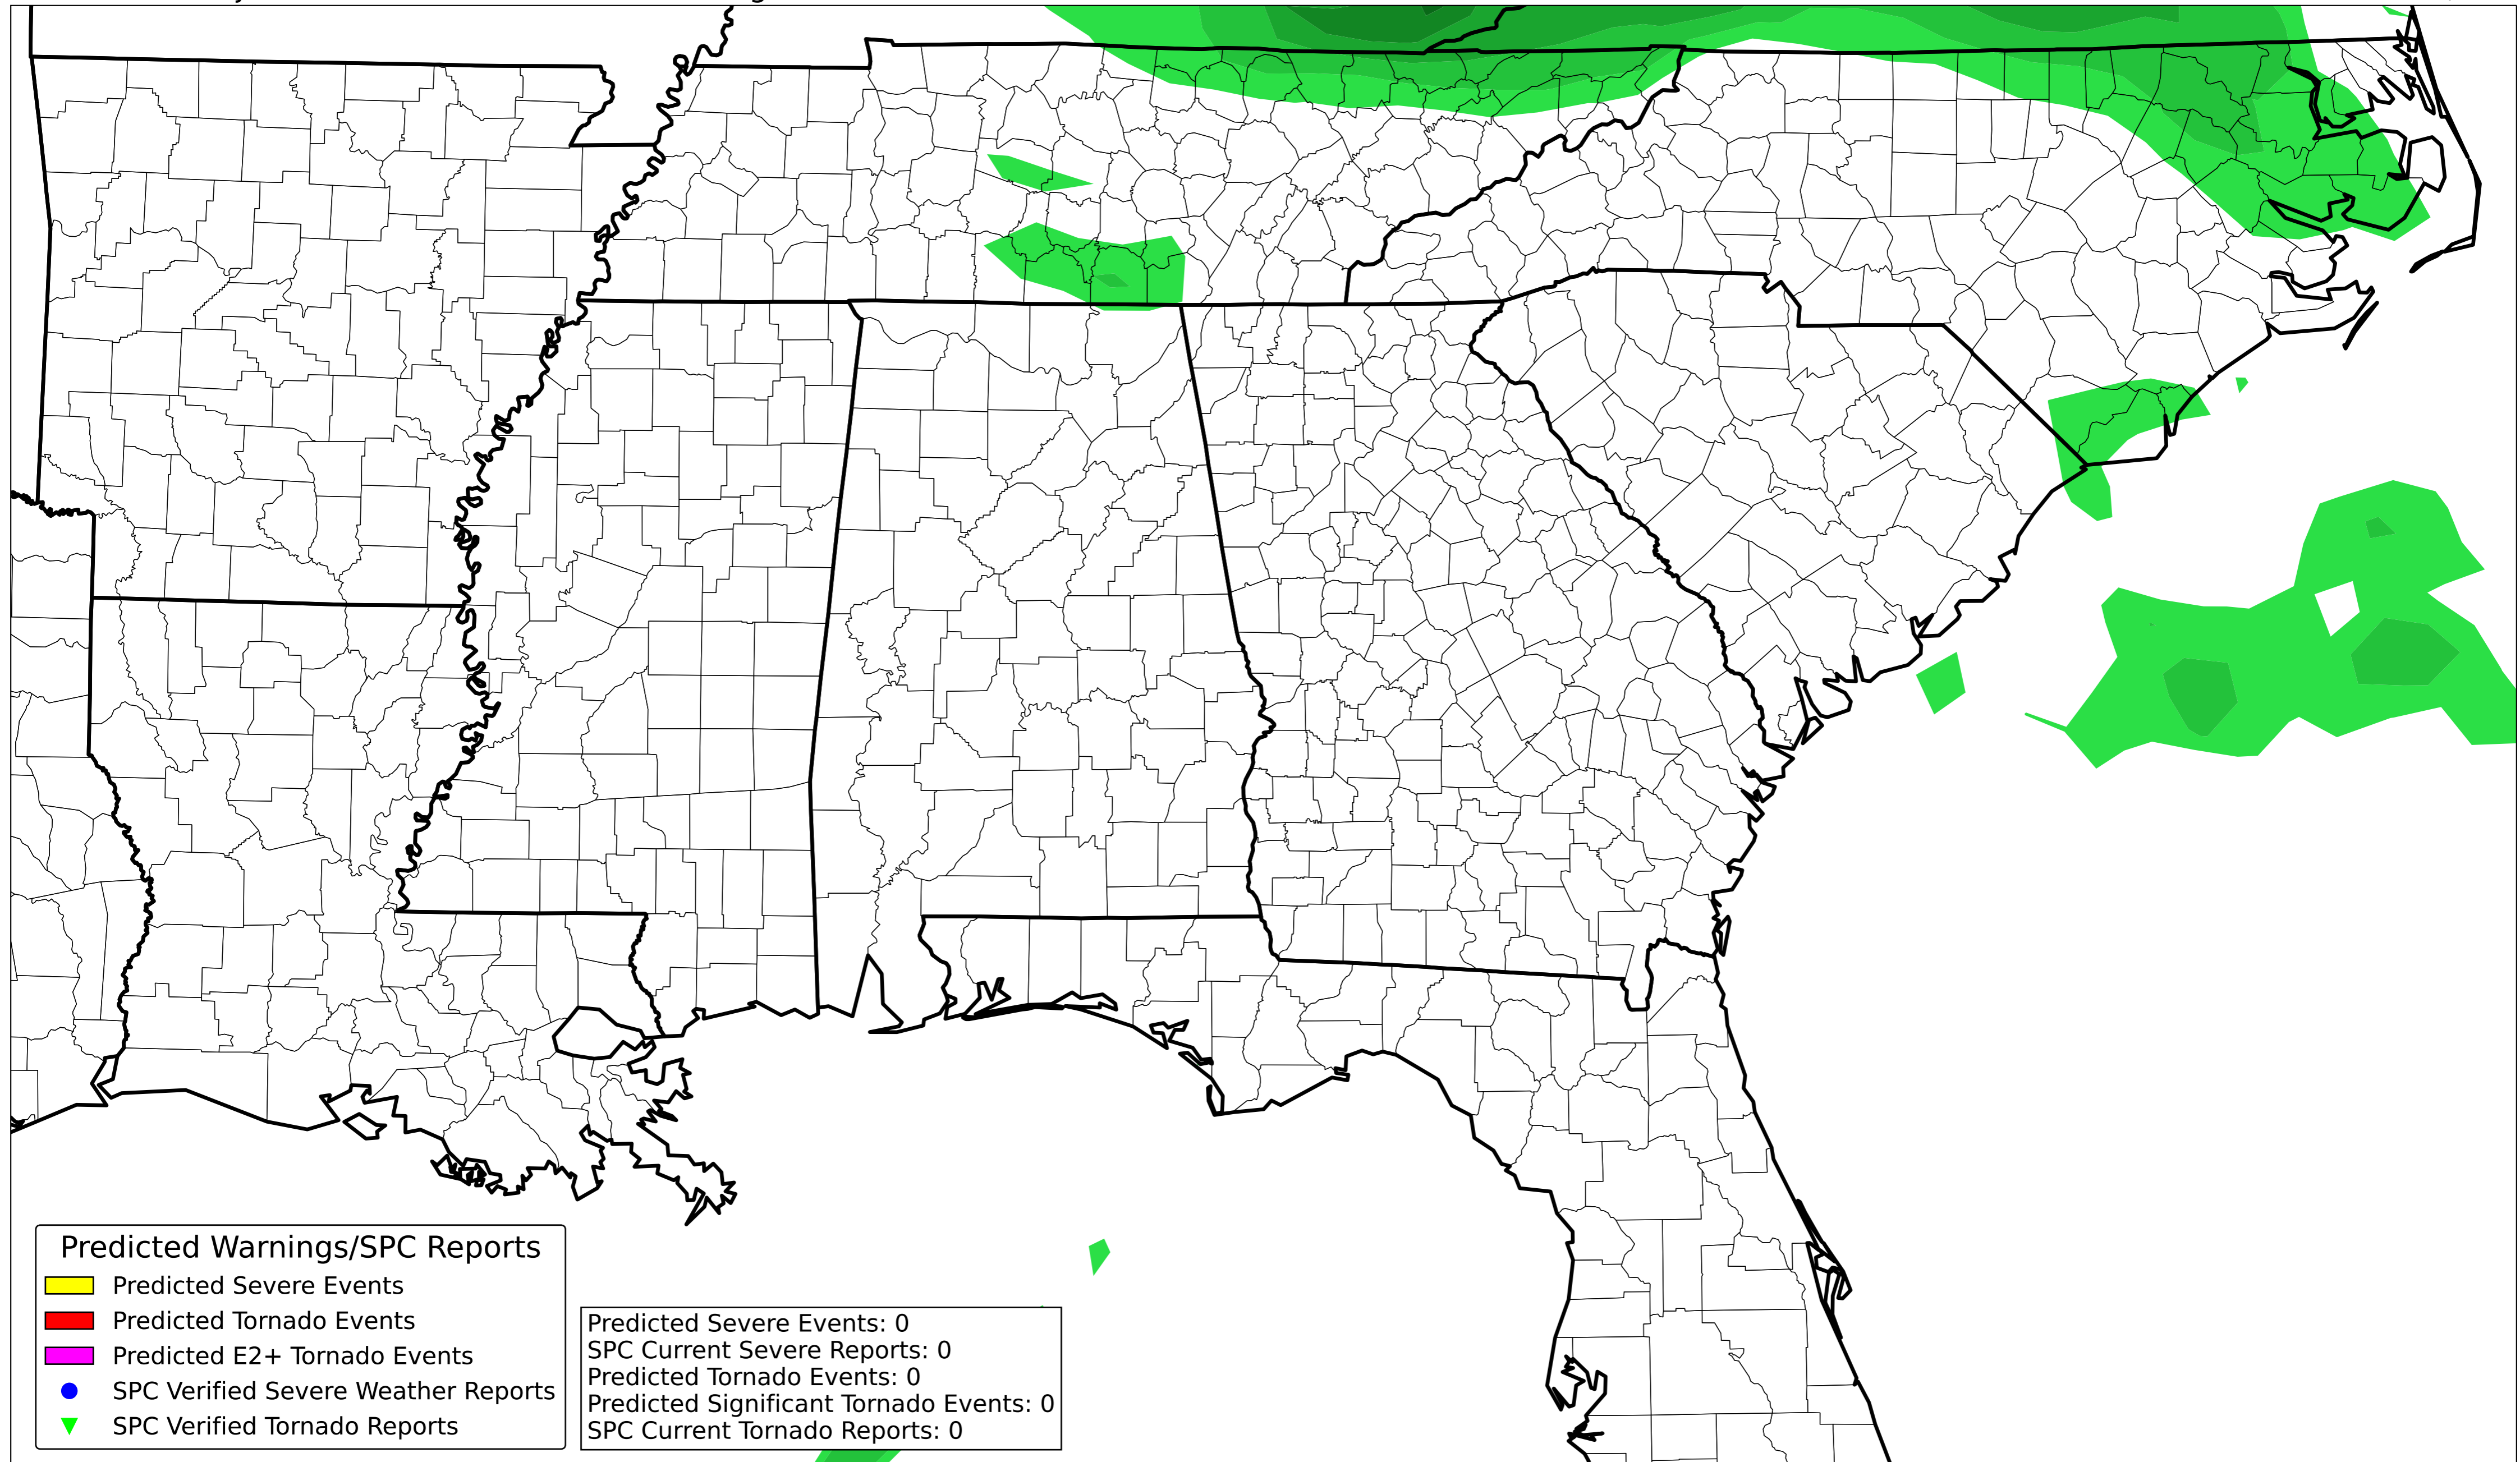 Predicted Warnings/SPC Reports
Predicted Severe Events
Predicted Tornado Events
Predicted E2+ Tornado Events
SPC Verified Severe Weather Reports
SPC Verified Tornado Reports
Predicted Severe Events: 0
SPC Current Severe Reports: 0
Predicted Tornado Events: 0
Predicted Significant Tornado Events: 0
SPC Current Tornado Reports: 0